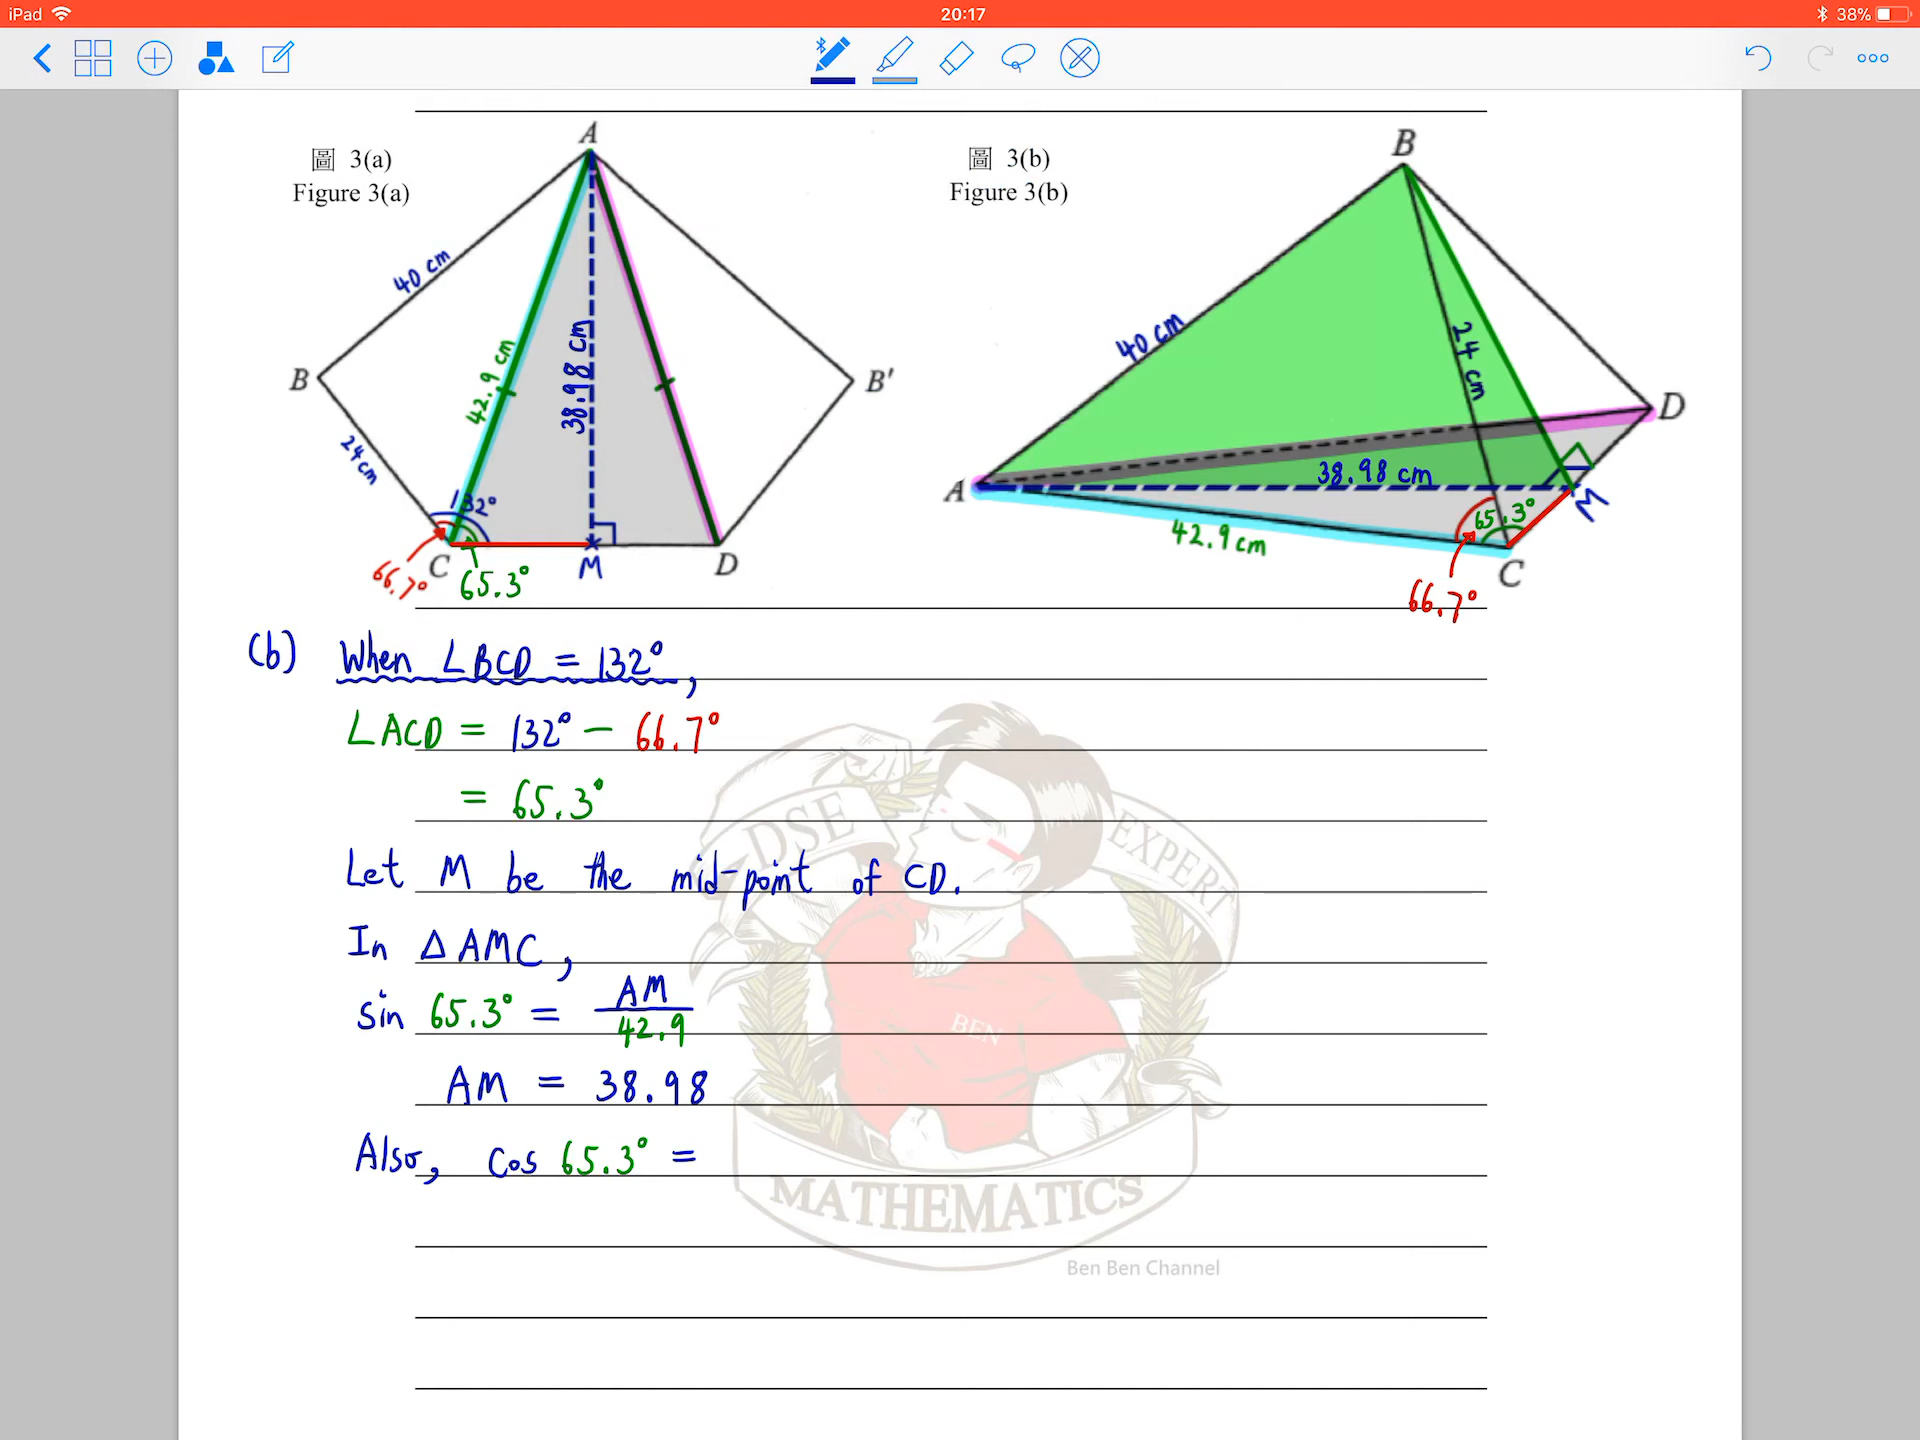 iPad 20:17 38%
圖 3(a)
Figure 3(a)
A
40 cm
42.9 cm
38.98 cm
B
B'
24 cm
132°
66.7°
C
65.3°
M
D
圖 3(b)
Figure 3(b)
B
40 cm
24 cm
D
A
38.98 cm
M
42.9 cm
65.3°
C
66.7°
(b) When ∠BCD = 132°,
∠ACD = 132° − 66.7°
= 65.3°
Let M be the mid-point of CD.
In △AMC,
sin 65.3° = AM / 42.9
AM = 38.98
Also, cos 65.3° =
DSE EXPERT
BEN
MATHEMATICS
Ben Ben Channel